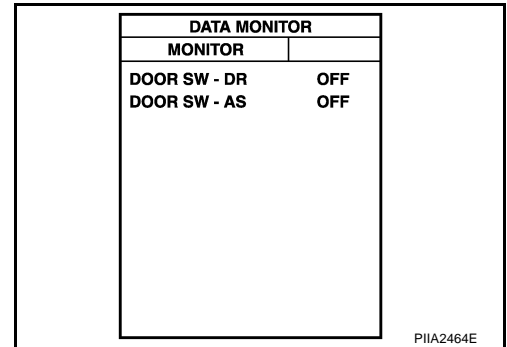 DATA MONITOR
MONITOR
DOOR SW - DR OFF
DOOR SW - AS OFF
PIIA2464E